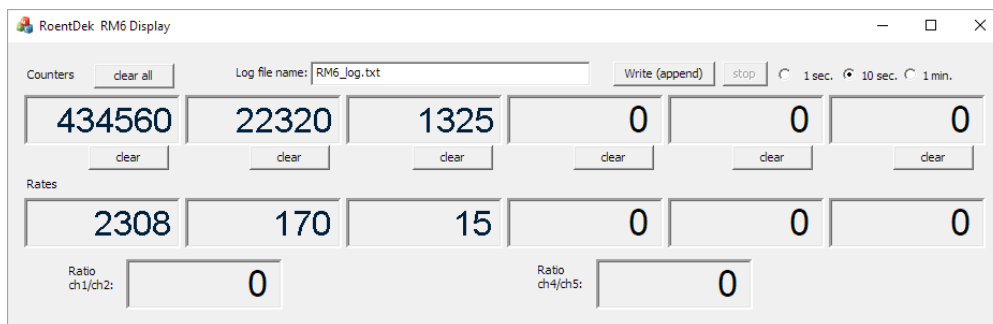 RoentDek RM6 Display
Counters clear all Log file name: RM6_log.txt Write (append) stop 1 sec. 10 sec. 1 min.
434560 22320 1325 0 0 0
clear clear clear clear clear clear
Rates
2308 170 15 0 0 0
Ratio ch1/ch2: 0 Ratio ch4/ch5: 0